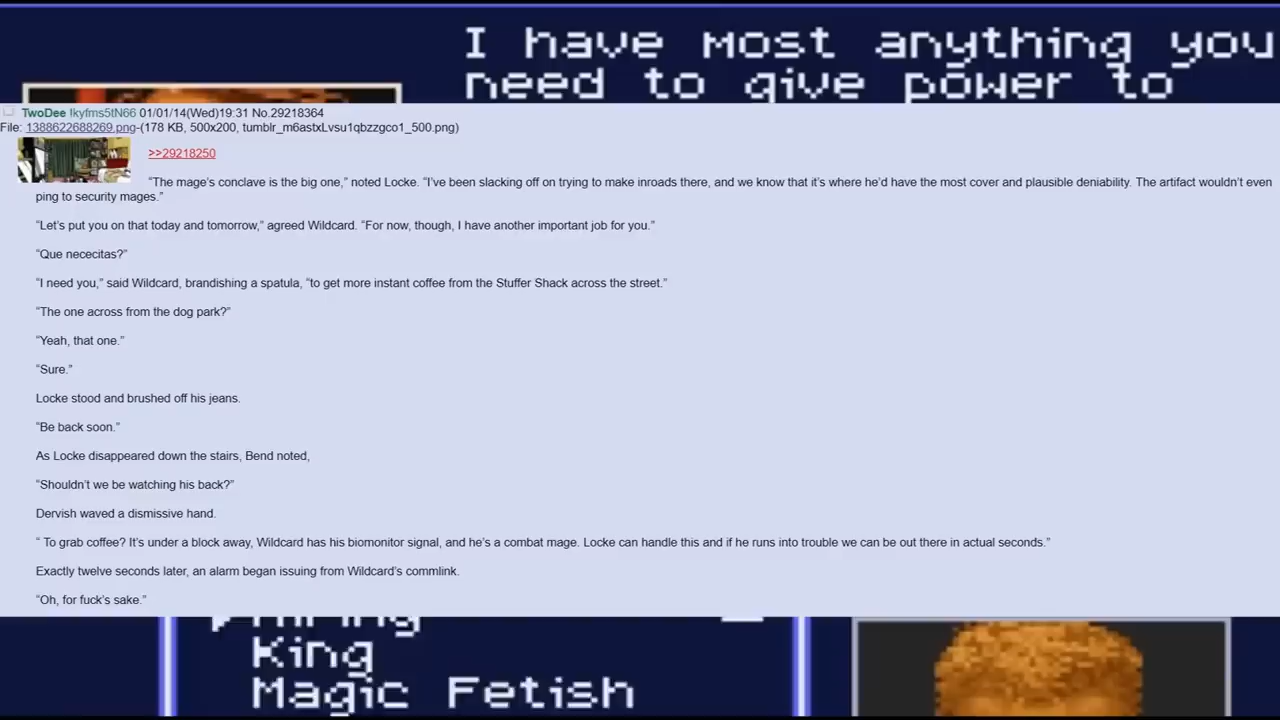 I have most anything you
need to give power to
TwoDee !kyfms5tN66 01/01/14(Wed)19:31 No.29218364
File: 1388622688269.png-(178 KB, 500x200, tumblr_m6astxLvsu1qbzzgco1_500.png)
>>29218250
“The mage’s conclave is the big one,” noted Locke. “I’ve been slacking off on trying to make inroads there, and we know that it’s where he’d have the most cover and plausible deniability. The artifact wouldn’t even
ping to security mages.”
“Let’s put you on that today and tomorrow,” agreed Wildcard. “For now, though, I have another important job for you.”
“Que nececitas?”
“I need you,” said Wildcard, brandishing a spatula, “to get more instant coffee from the Stuffer Shack across the street.”
“The one across from the dog park?”
“Yeah, that one.”
“Sure.”
Locke stood and brushed off his jeans.
“Be back soon.”
As Locke disappeared down the stairs, Bend noted,
“Shouldn’t we be watching his back?”
Dervish waved a dismissive hand.
“ To grab coffee? It’s under a block away, Wildcard has his biomonitor signal, and he’s a combat mage. Locke can handle this and if he runs into trouble we can be out there in actual seconds.”
Exactly twelve seconds later, an alarm began issuing from Wildcard’s commlink.
“Oh, for fuck’s sake.”
King
Magic Fetish